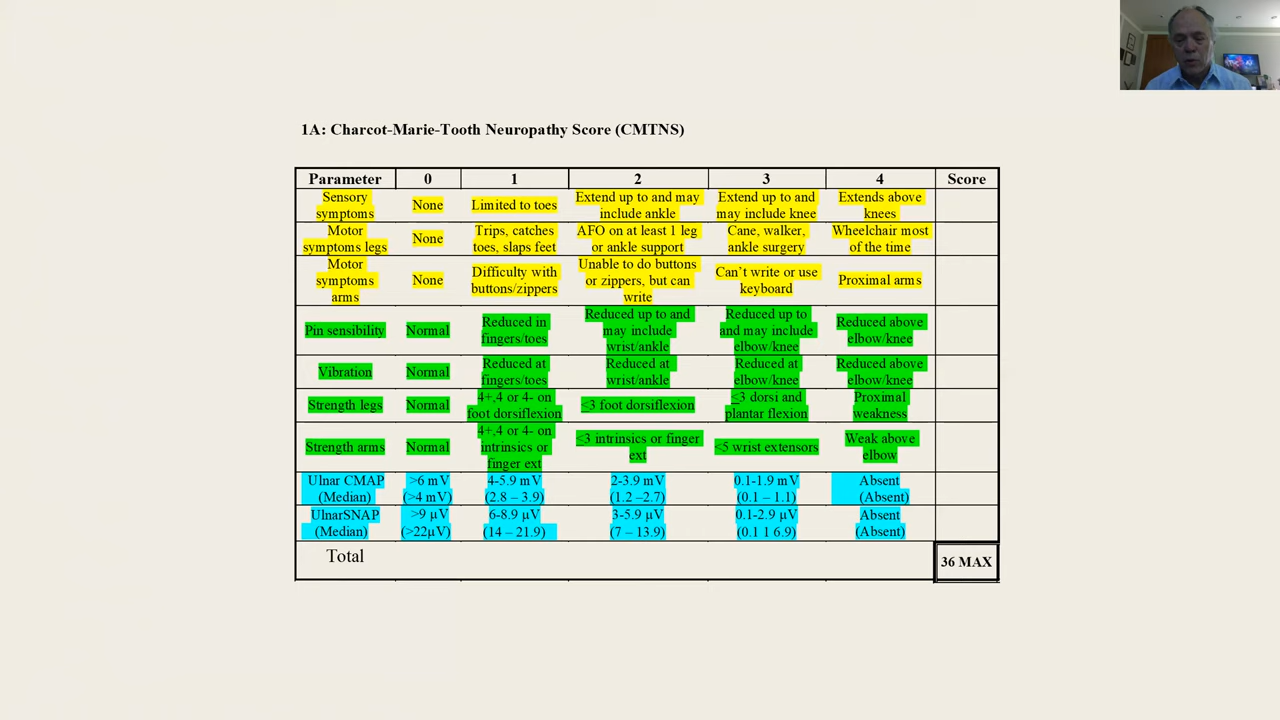 1A: Charcot-Marie-Tooth Neuropathy Score (CMTNS)
Parameter 0 1 2 3 4 Score
Sensory symptoms None Limited to toes Extend up to and may include ankle Extend up to and may include knee Extends above knees
Motor symptoms legs None Trips, catches toes, slaps feet AFO on at least 1 leg or ankle support Cane, walker, ankle surgery Wheelchair most of the time
Motor symptoms arms None Difficulty with buttons/zippers Unable to do buttons or zippers, but can write Can't write or use keyboard Proximal arms
Pin sensibility Normal Reduced in fingers/toes Reduced up to and may include wrist/ankle Reduced up to and may include elbow/knee Reduced above elbow/knee
Vibration Normal Reduced at fingers/toes Reduced at wrist/ankle Reduced at elbow/knee Reduced above elbow/knee
Strength legs Normal 4+,4 or 4- on foot dorsiflexion ≤3 foot dorsiflexion ≤3 dorsi and plantar flexion Proximal weakness
Strength arms Normal 4+,4 or 4- on intrinsics or finger ext ≤3 intrinsics or finger ext <5 wrist extensors Weak above elbow
Ulnar CMAP (Median) >6 mV (>4 mV) 4-5.9 mV (2.8 – 3.9) 2-3.9 mV (1.2 –2.7) 0.1-1.9 mV (0.1 – 1.1) Absent (Absent)
UlnarSNAP (Median) >9 µV (>22µV) 6-8.9 µV (14 – 21.9) 3-5.9 µV (7 – 13.9) 0.1-2.9 µV (0.1 1 6.9) Absent (Absent)
Total 36 MAX